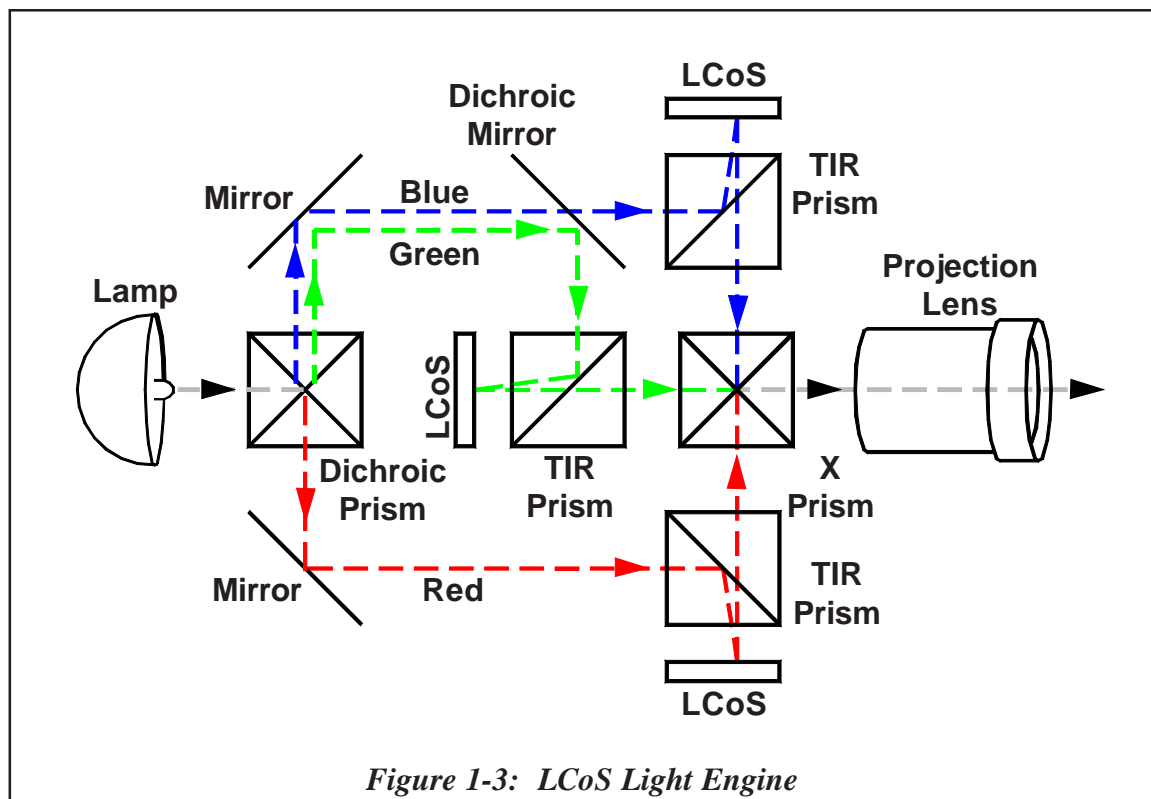 LCoS
Dichroic
Mirror
TIR
Prism
Mirror
Blue
Green
Projection
Lens
Lamp
LCoS
Dichroic
Prism
TIR
Prism
X
Prism
Mirror
Red
TIR
Prism
LCoS
Figure 1-3: LCoS Light Engine